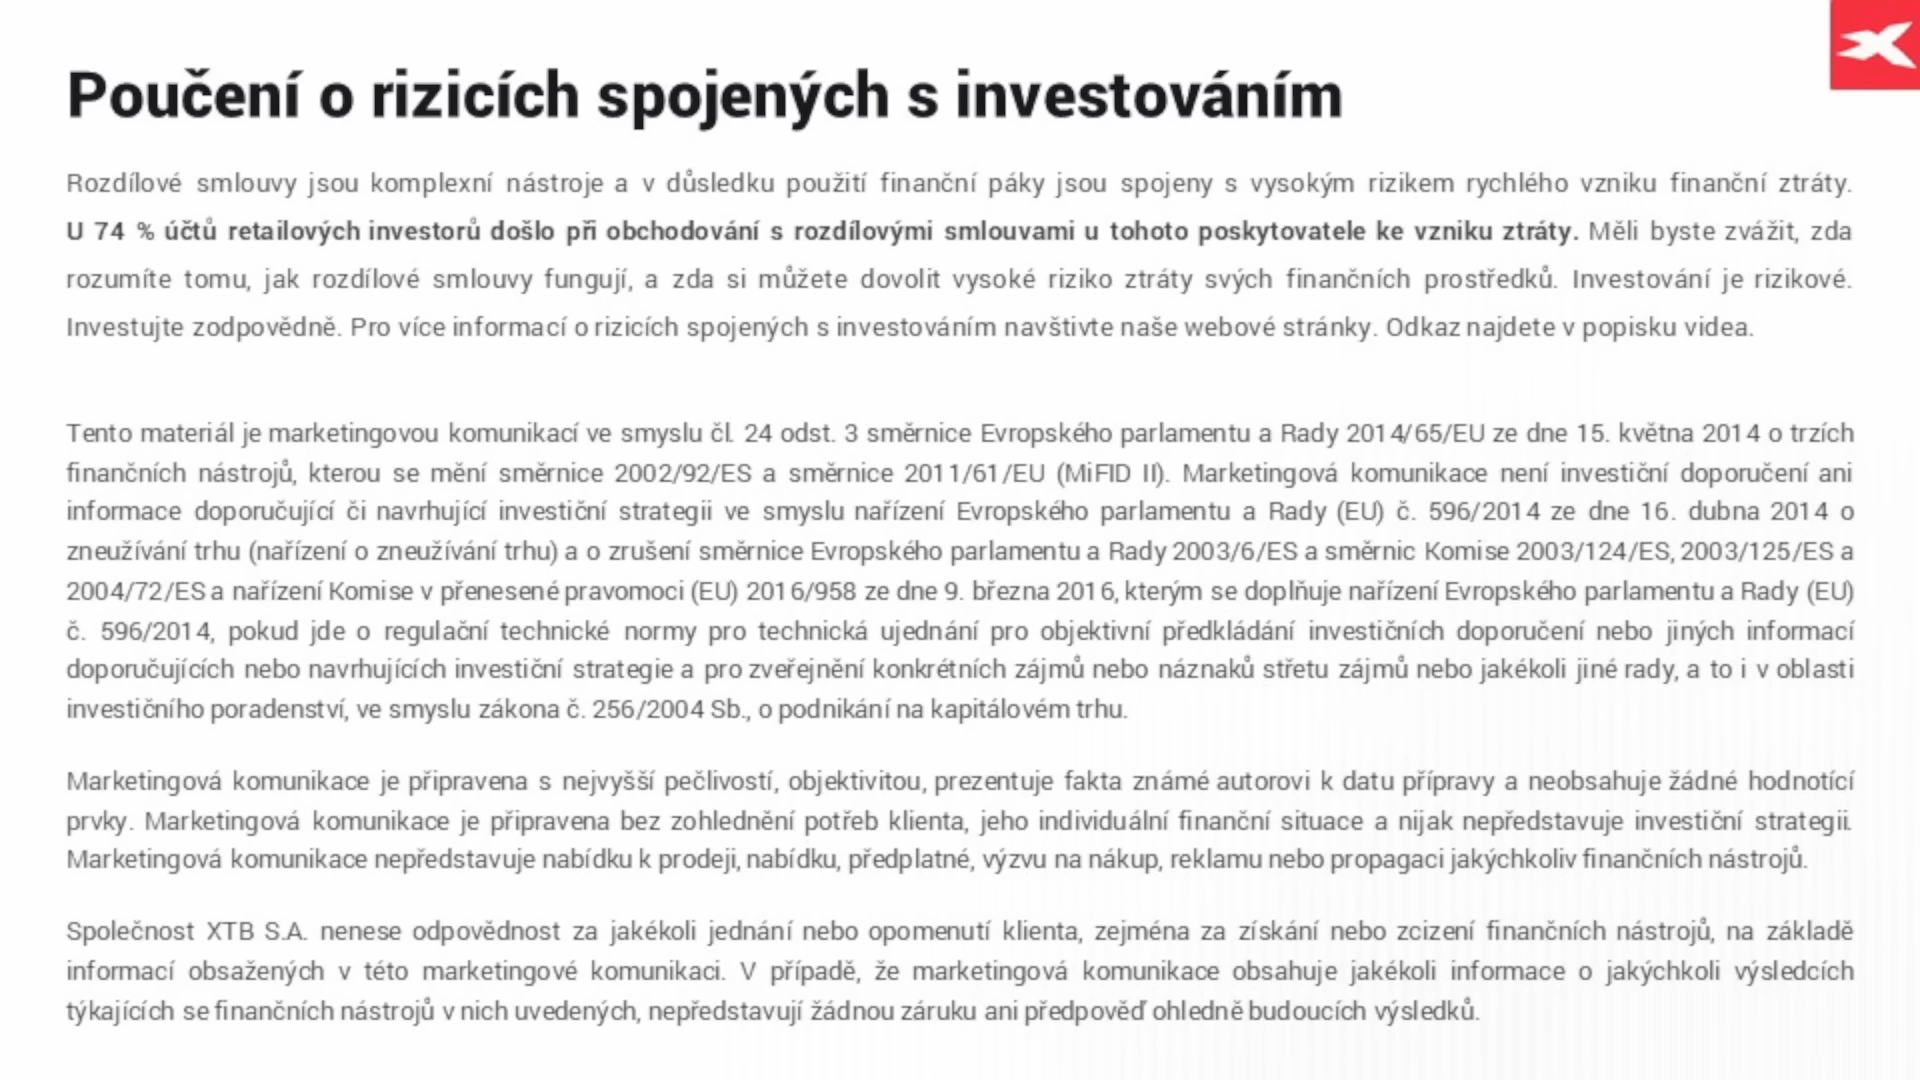 Poučení o rizicích spojených s investováním
Rozdílové smlouvy jsou komplexní nástroje a v důsledku použití finanční páky jsou spojeny s vysokým rizikem rychlého vzniku finanční ztráty.
U 74 % účtů retailových investorů došlo při obchodování s rozdílovými smlouvami u tohoto poskytovatele ke vzniku ztráty. Měli byste zvážit, zda
rozumíte tomu, jak rozdílové smlouvy fungují, a zda si můžete dovolit vysoké riziko ztráty svých finančních prostředků. Investování je rizikové.
Investujte zodpovědně. Pro více informací o rizicích spojených s investováním navštivte naše webové stránky. Odkaz najdete v popisku videa.
Tento materiál je marketingovou komunikací ve smyslu čl. 24 odst. 3 směrnice Evropského parlamentu a Rady 2014/65/EU ze dne 15. května 2014 o trzích
finančních nástrojů, kterou se mění směrnice 2002/92/ES a směrnice 2011/61/EU (MiFID II). Marketingová komunikace není investiční doporučení ani
informace doporučující či navrhující investiční strategii ve smyslu nařízení Evropského parlamentu a Rady (EU) č. 596/2014 ze dne 16. dubna 2014 o
zneužívání trhu (nařízení o zneužívání trhu) a o zrušení směrnice Evropského parlamentu a Rady 2003/6/ES a směrnic Komise 2003/124/ES, 2003/125/ES a
2004/72/ES a nařízení Komise v přenesené pravomoci (EU) 2016/958 ze dne 9. března 2016, kterým se doplňuje nařízení Evropského parlamentu a Rady (EU)
č. 596/2014, pokud jde o regulační technické normy pro technická ujednání pro objektivní předkládání investičních doporučení nebo jiných informací
doporučujících nebo navrhujících investiční strategie a pro zveřejnění konkrétních zájmů nebo náznaků střetu zájmů nebo jakékoli jiné rady, a to i v oblasti
investičního poradenství, ve smyslu zákona č. 256/2004 Sb., o podnikání na kapitálovém trhu.
Marketingová komunikace je připravena s nejvyšší pečlivostí, objektivitou, prezentuje fakta známé autorovi k datu přípravy a neobsahuje žádné hodnotící
prvky. Marketingová komunikace je připravena bez zohlednění potřeb klienta, jeho individuální finanční situace a nijak nepředstavuje investiční strategii.
Marketingová komunikace nepředstavuje nabídku k prodeji, nabídku, předplatné, výzvu na nákup, reklamu nebo propagaci jakýchkoliv finančních nástrojů.
Společnost XTB S.A. nenese odpovědnost za jakékoli jednání nebo opomenutí klienta, zejména za získání nebo zcizení finančních nástrojů, na základě
informací obsažených v této marketingové komunikaci. V případě, že marketingová komunikace obsahuje jakékoli informace o jakýchkoli výsledcích
týkajících se finančních nástrojů v nich uvedených, nepředstavují žádnou záruku ani předpověď ohledně budoucích výsledků.